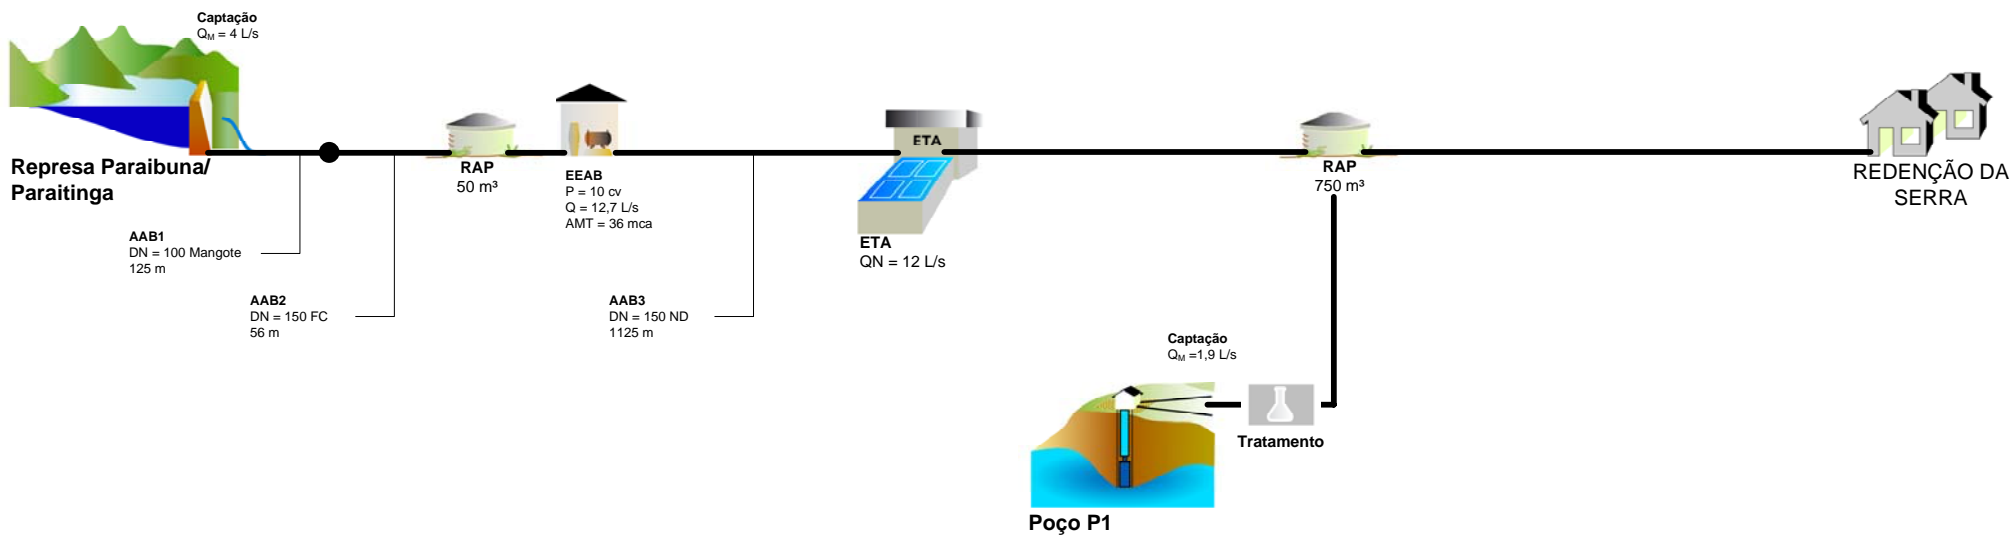 Captação
QM = 4 L/s
Represa Paraibuna/
Paraitinga
AAB1
DN = 100 Mangote
125 m
AAB2
DN = 150 FC
56 m
RAP
50 m³
EEAB
P = 10 cv
Q = 12,7 L/s
AMT = 36 mca
AAB3
DN = 150 ND
1125 m
ETA
ETA
QN = 12 L/s
RAP
750 m³
Captação
QM =1,9 L/s
Tratamento
Poço P1
REDENÇÃO DA
SERRA